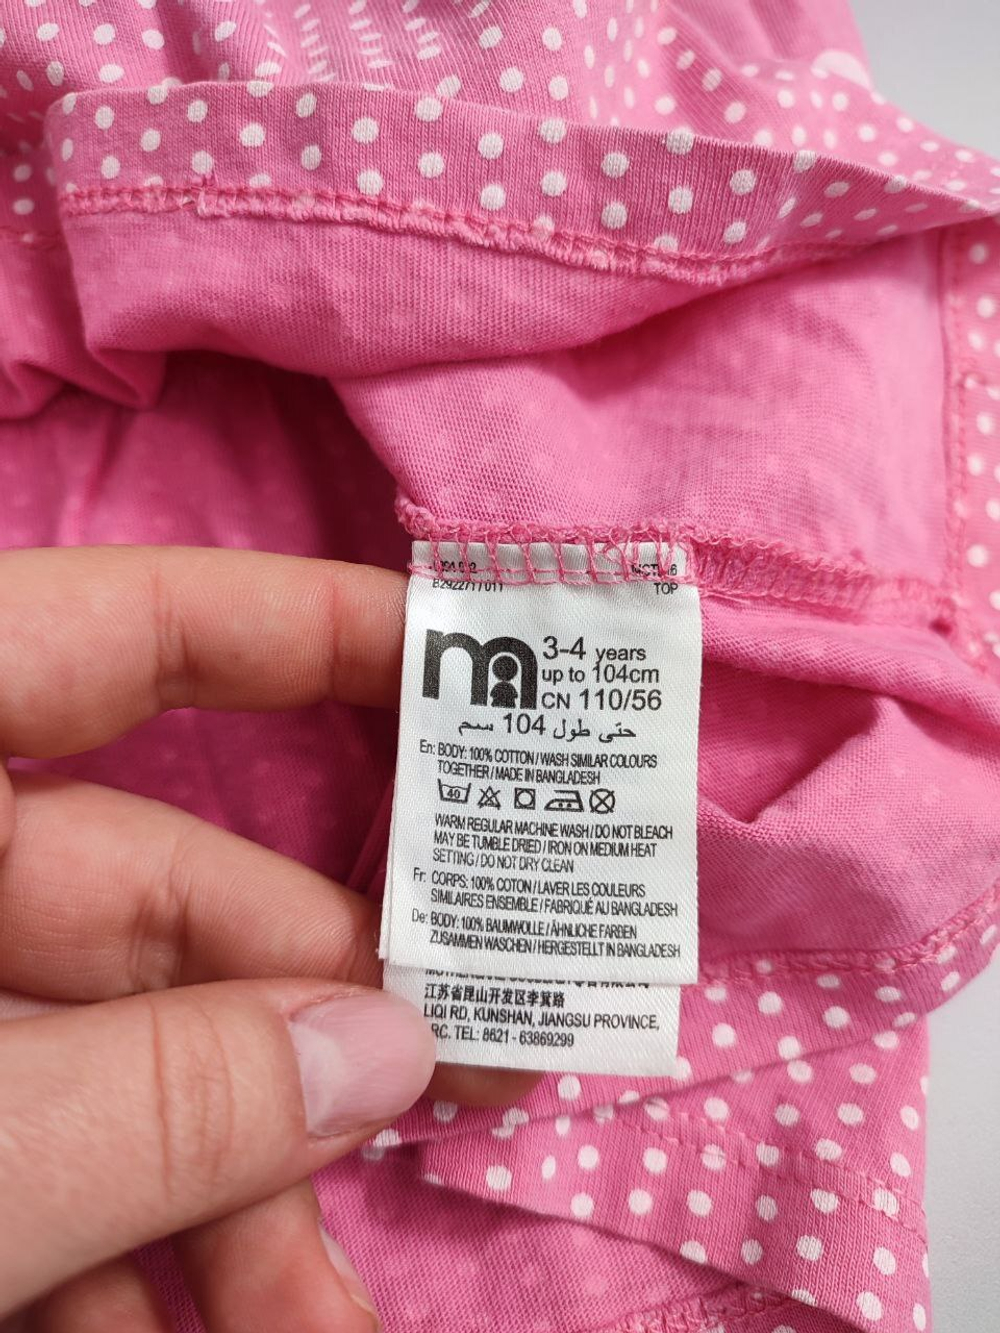 B2922711011
TOP
m
3-4 years
up to 104cm
CN 110/56
حتى طول 104 سم
En: BODY: 100% COTTON / WASH SIMILAR COLOURS
TOGETHER / MADE IN BANGLADESH
40
WARM REGULAR MACHINE WASH / DO NOT BLEACH
MAY BE TUMBLE DRIED / IRON ON MEDIUM HEAT
SETTING / DO NOT DRY CLEAN
Fr: CORPS: 100% COTON / LAVER LES COULEURS
SIMILAIRES ENSEMBLE / FABRIQUÉ AU BANGLADESH
De: BODY: 100% BAUMWOLLE / ÄHNLICHE FARBEN
ZUSAMMEN WASCHEN / HERGESTELLT IN BANGLADESH
江苏省昆山开发区李冀路
LIQI RD, KUNSHAN, JIANGSU PROVINCE,
RC. TEL: 8621 - 63869299